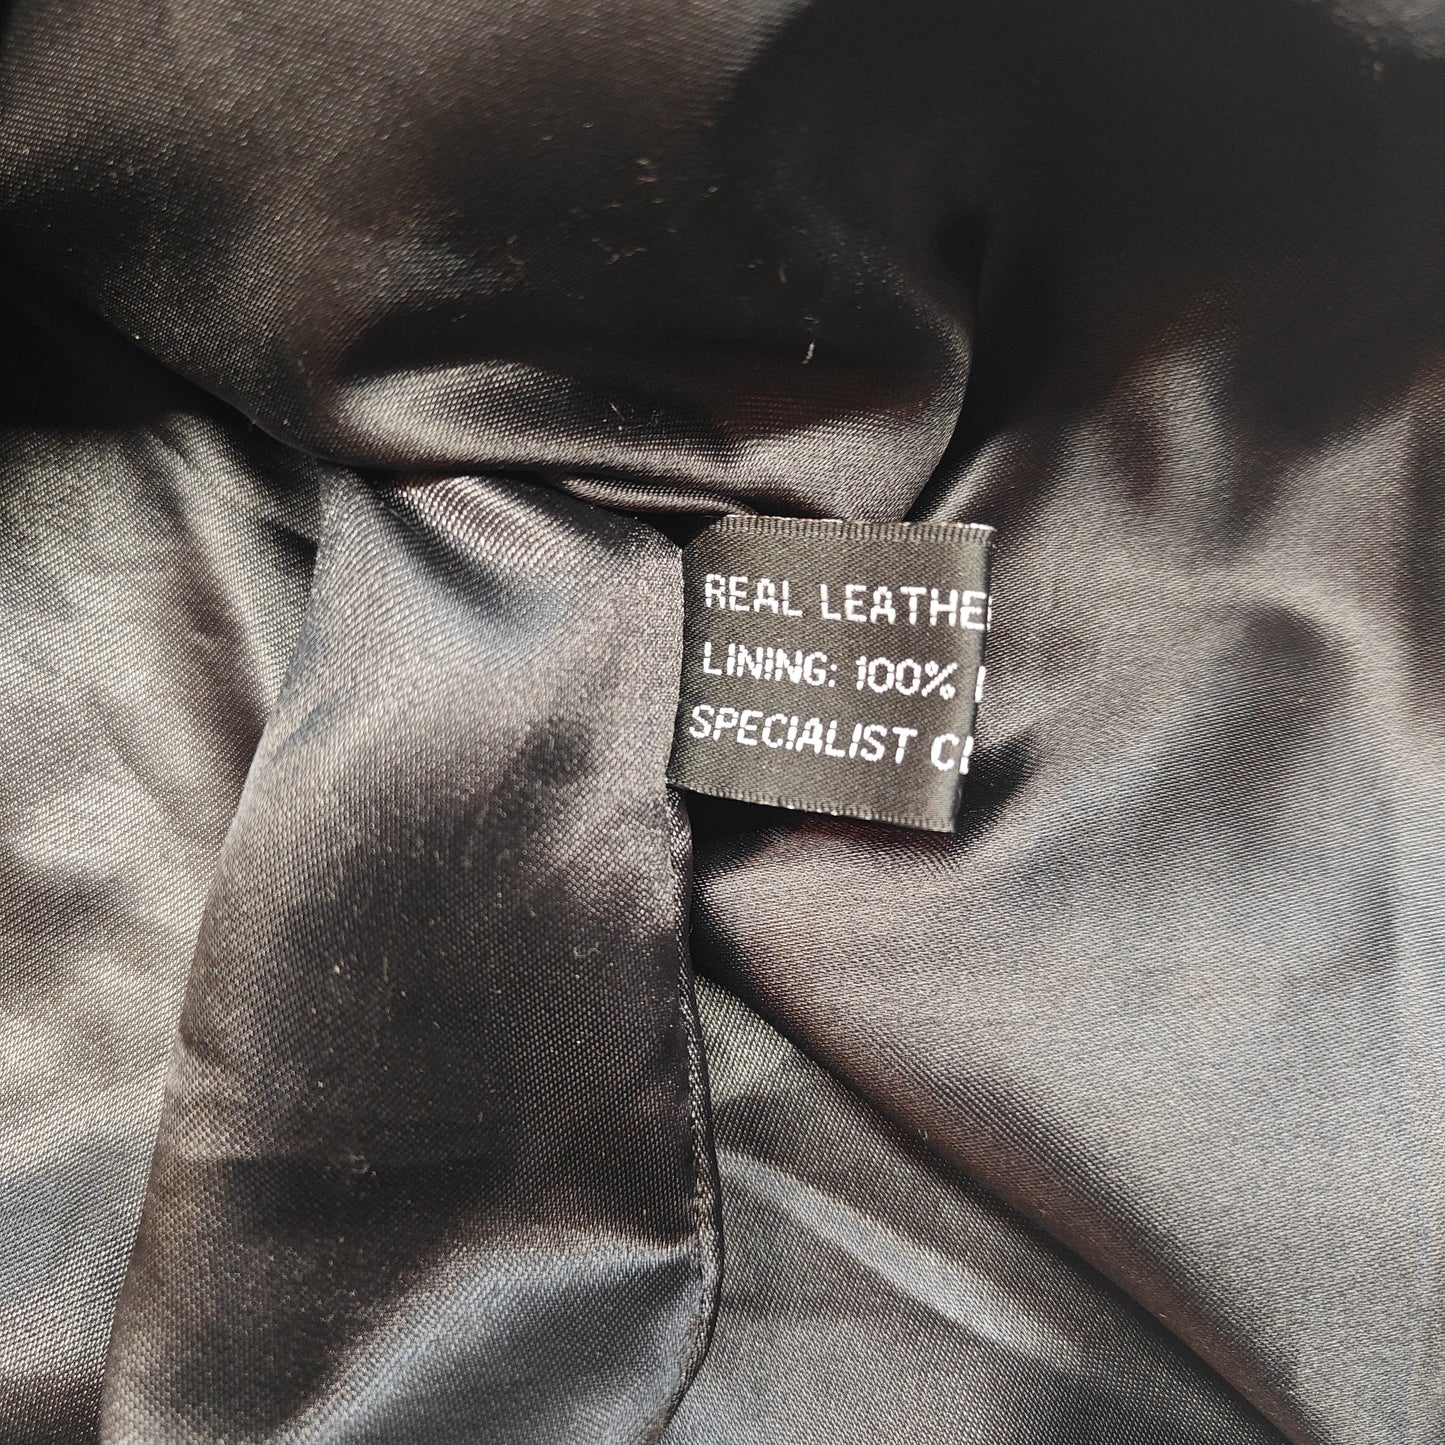 REAL LEATHE
LINING: 100%
SPECIALIST